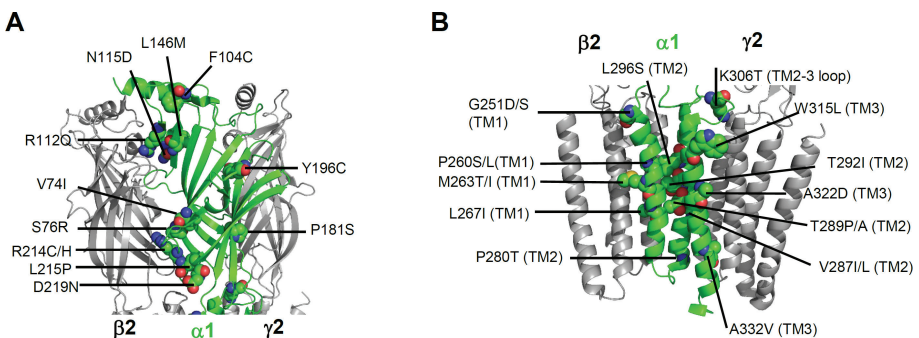 A
L146M
N115D
F104C
R112Q
Y196C
V74I
S76R
P181S
R214C/H
L215P
D219N
β2
α1
γ2
B
β2
α1
γ2
L296S (TM2)
K306T (TM2-3 loop)
G251D/S
(TM1)
W315L (TM3)
P260S/L(TM1)
T292I (TM2)
M263T/I (TM1)
A322D (TM3)
L267I (TM1)
T289P/A (TM2)
P280T (TM2)
V287I/L (TM2)
A332V (TM3)